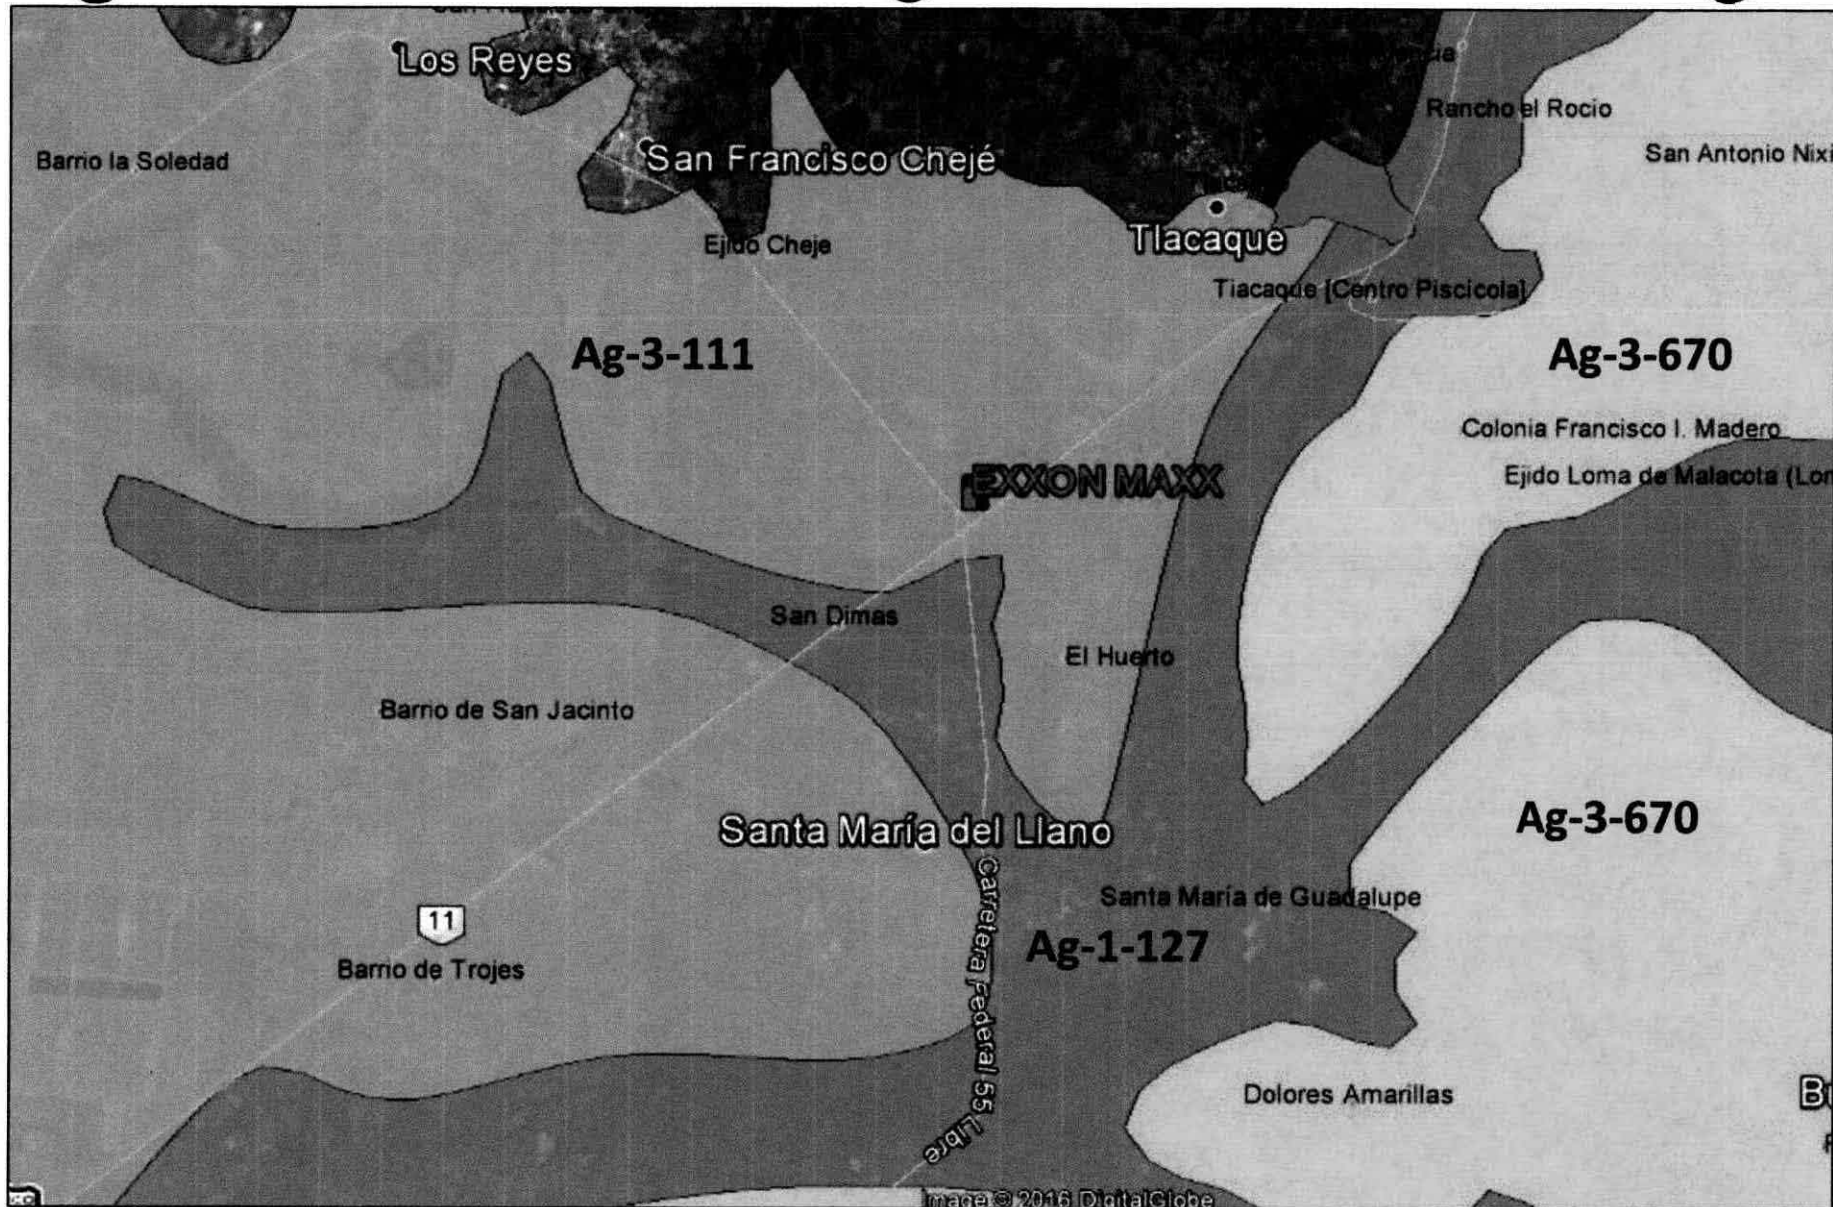 Los Reyes
Rancho el Rocio
Barrio la Soledad
San Francisco Chejé
San Antonio Nixi
Ejido Cheje
Tlacaque
Tiacaque [Centro Piscicola]
Ag-3-111
Ag-3-670
Colonia Francisco I. Madero
EXXON MAXX
Ejido Loma de Malacota (Lom
San Dimas
El Huerto
Barrio de San Jacinto
Santa María del Llano
Ag-3-670
Carretera Federal 55 Libre
Santa María de Guadalupe
11
Ag-1-127
Barrio de Trojes
Dolores Amarillas
Image © 2016 DigitalGlobe